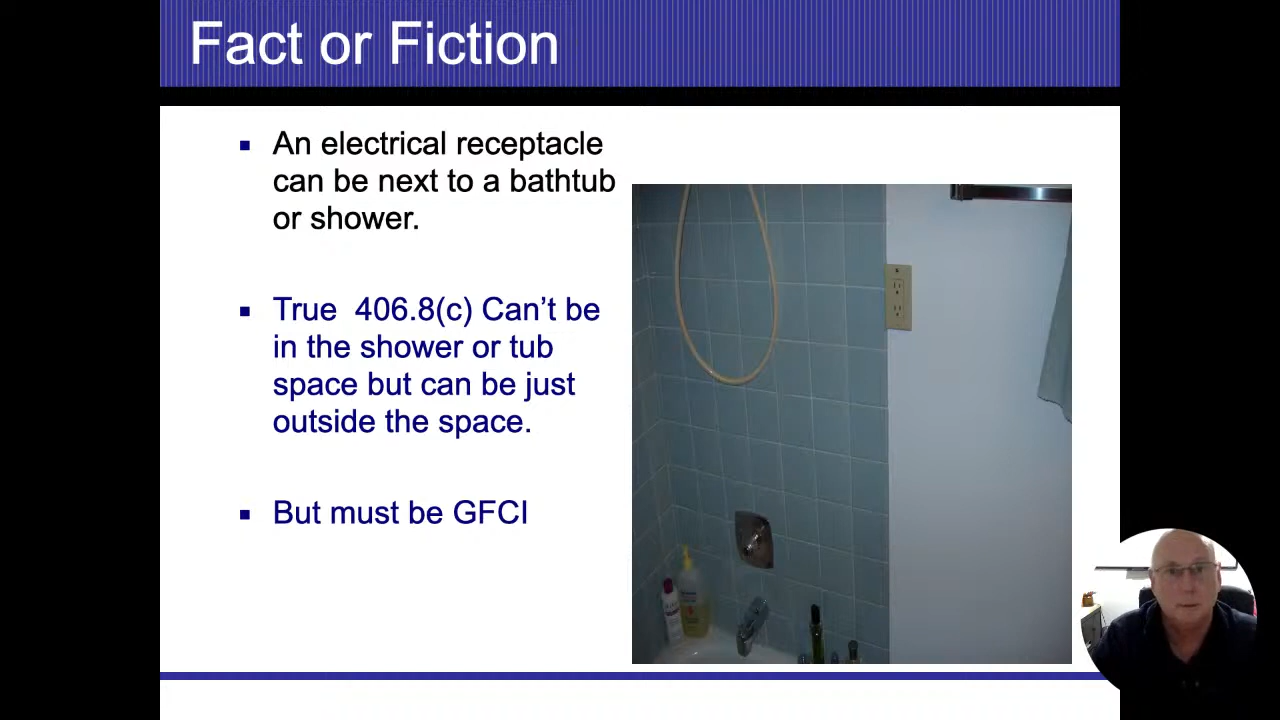 Fact or Fiction
An electrical receptacle
can be next to a bathtub
or shower.
True 406.8(c) Can’t be
in the shower or tub
space but can be just
outside the space.
But must be GFCI